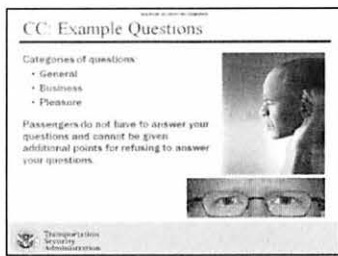 CC: Example Questions
Categories of questions:
• General
• Business
• Pleasure
Passengers do not have to answer your
questions and cannot be given
additional points for refusing to answer
your questions.
Transportation
Security
Administration